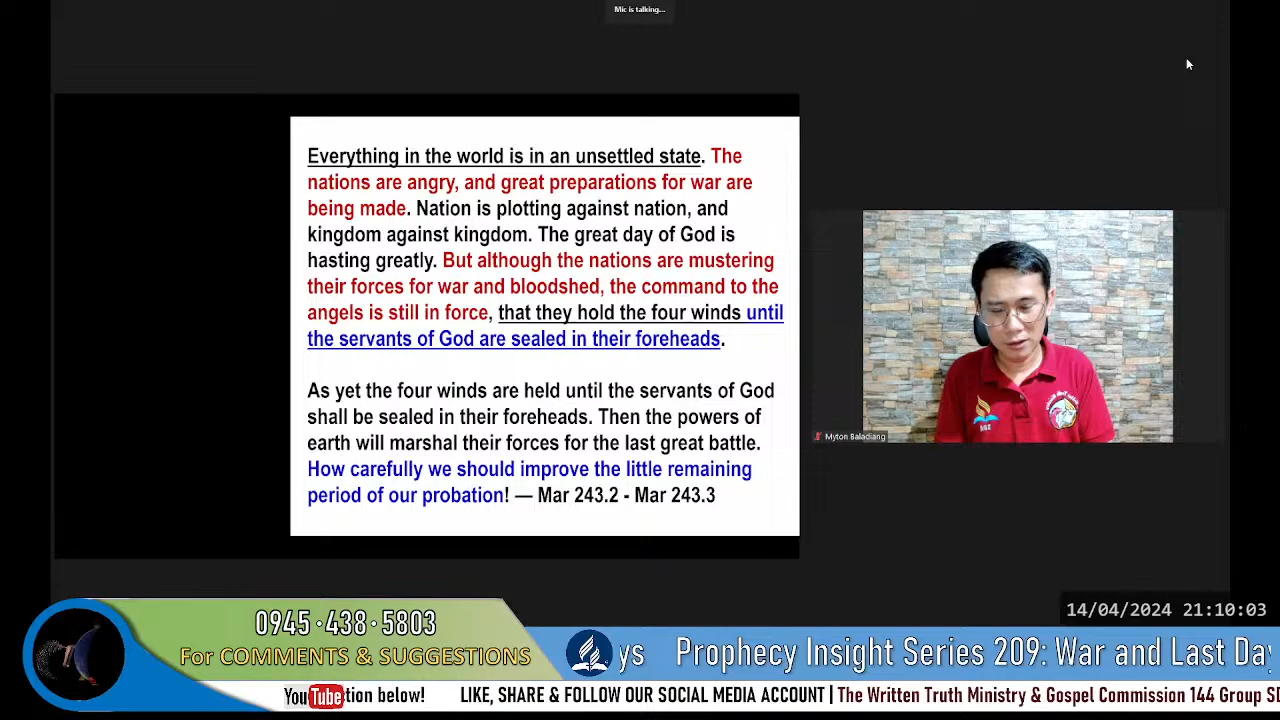 Mic is talking...
Everything in the world is in an unsettled state. The
nations are angry, and great preparations for war are
being made. Nation is plotting against nation, and
kingdom against kingdom. The great day of God is
hasting greatly. But although the nations are mustering
their forces for war and bloodshed, the command to the
angels is still in force, that they hold the four winds until
the servants of God are sealed in their foreheads.
As yet the four winds are held until the servants of God
shall be sealed in their foreheads. Then the powers of
earth will marshal their forces for the last great battle.
How carefully we should improve the little remaining
period of our probation! — Mar 243.2 - Mar 243.3
Myton Baladiang
14/04/2024 21:10:03
0945·438·5803
For COMMENTS & SUGGESTIONS
ys Prophecy Insight Series 209: War and Last Day
YouTube tion below! LIKE, SHARE & FOLLOW OUR SOCIAL MEDIA ACCOUNT | The Written Truth Ministry & Gospel Commission 144 Group SD